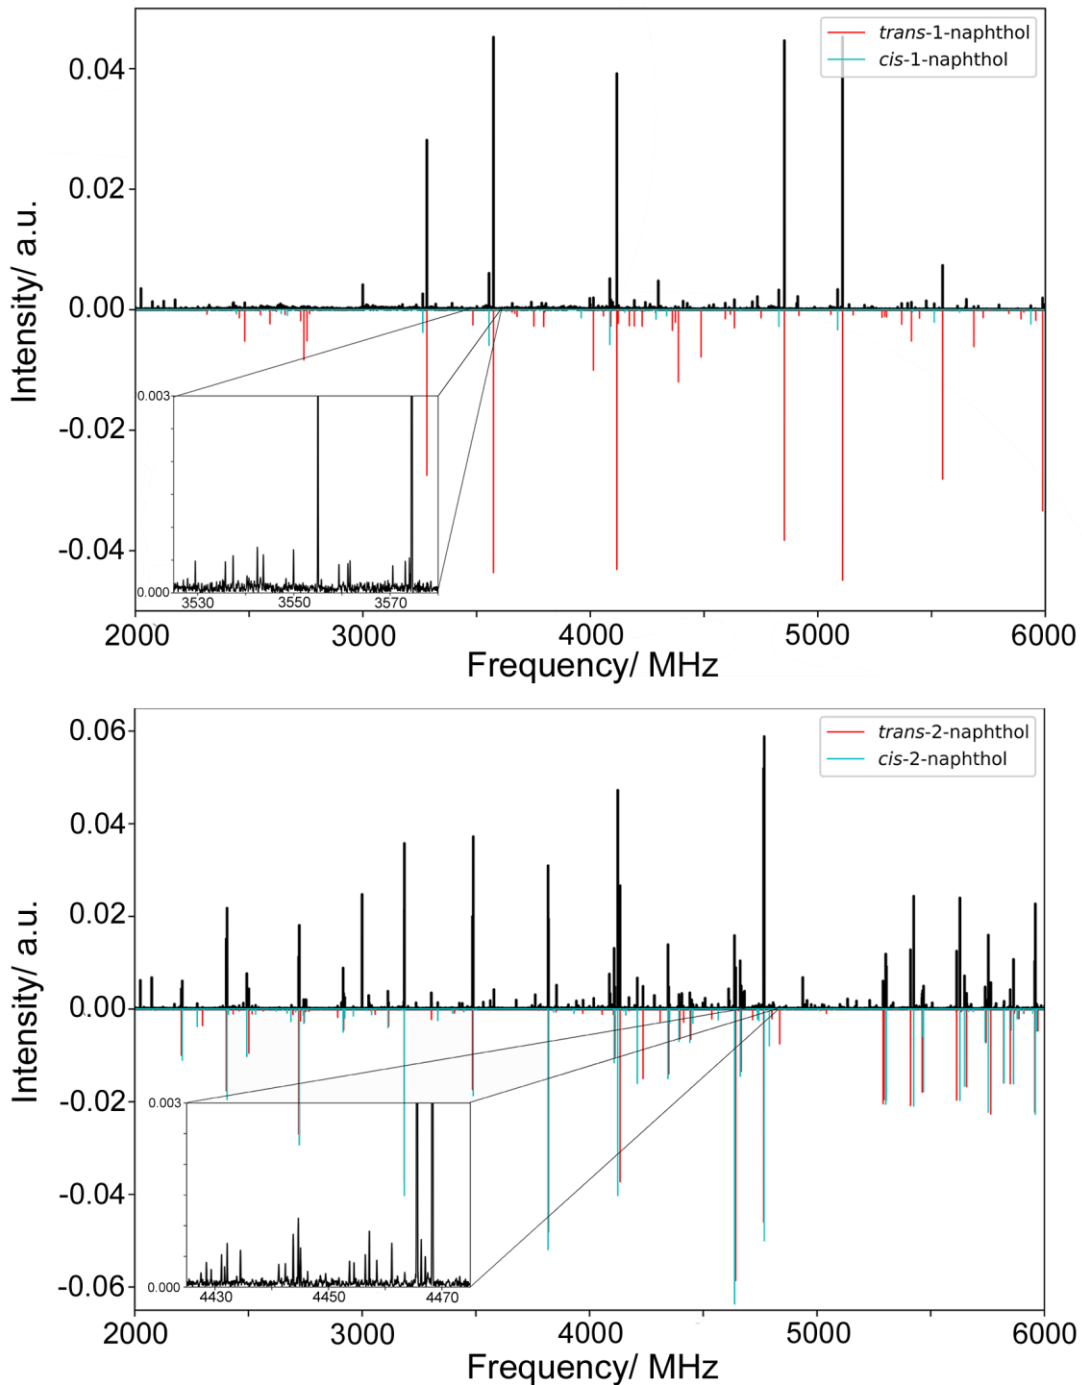 trans-1-naphthol
cis-1-naphthol
0.04
0.02
0.00
-0.02
-0.04
Intensity/ a.u.
0.003
0.000
3530 3550 3570
2000 3000 4000 5000 6000
Frequency/ MHz
trans-2-naphthol
cis-2-naphthol
0.06
0.04
0.02
0.00
-0.02
-0.04
-0.06
Intensity/ a.u.
0.003
0.000
4430 4450 4470
2000 3000 4000 5000 6000
Frequency/ MHz